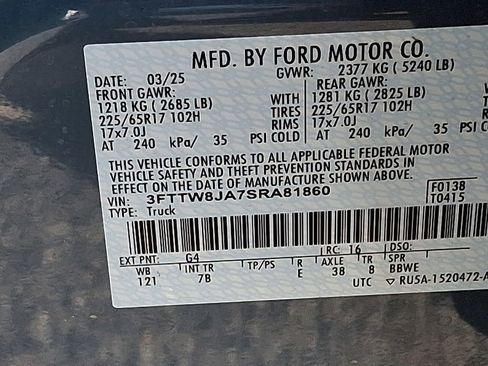 MFD. BY FORD MOTOR CO.
DATE: 03/25 GVWR: 2377 KG ( 5240 LB)
FRONT GAWR: REAR GAWR:
1218 KG ( 2685 LB) WITH 1281 KG ( 2825 LB) WITH
225/65R17 102H TIRES 225/65R17 102H TIRES
17x7.0J RIMS 17x7.0J RIMS
AT 240 kPa/ 35 PSI COLD AT 240 kPa/ 35 PSI COLD
THIS VEHICLE CONFORMS TO ALL APPLICABLE FEDERAL MOTOR
VEHICLE SAFETY AND THEFT PREVENTION STANDARDS IN EFFECT
ON THE DATE OF MANUFACTURE SHOWN ABOVE.
VIN: 3FTTW8JA7SRA81860 F0138
TYPE: Truck T0415
EXT PNT: G4 RC: 16 DSO:
WB INT TR TP/PS R AXLE TR SPR
121 7B E 38 8 BBWE
UTC ▽ RU5A-1520472-A